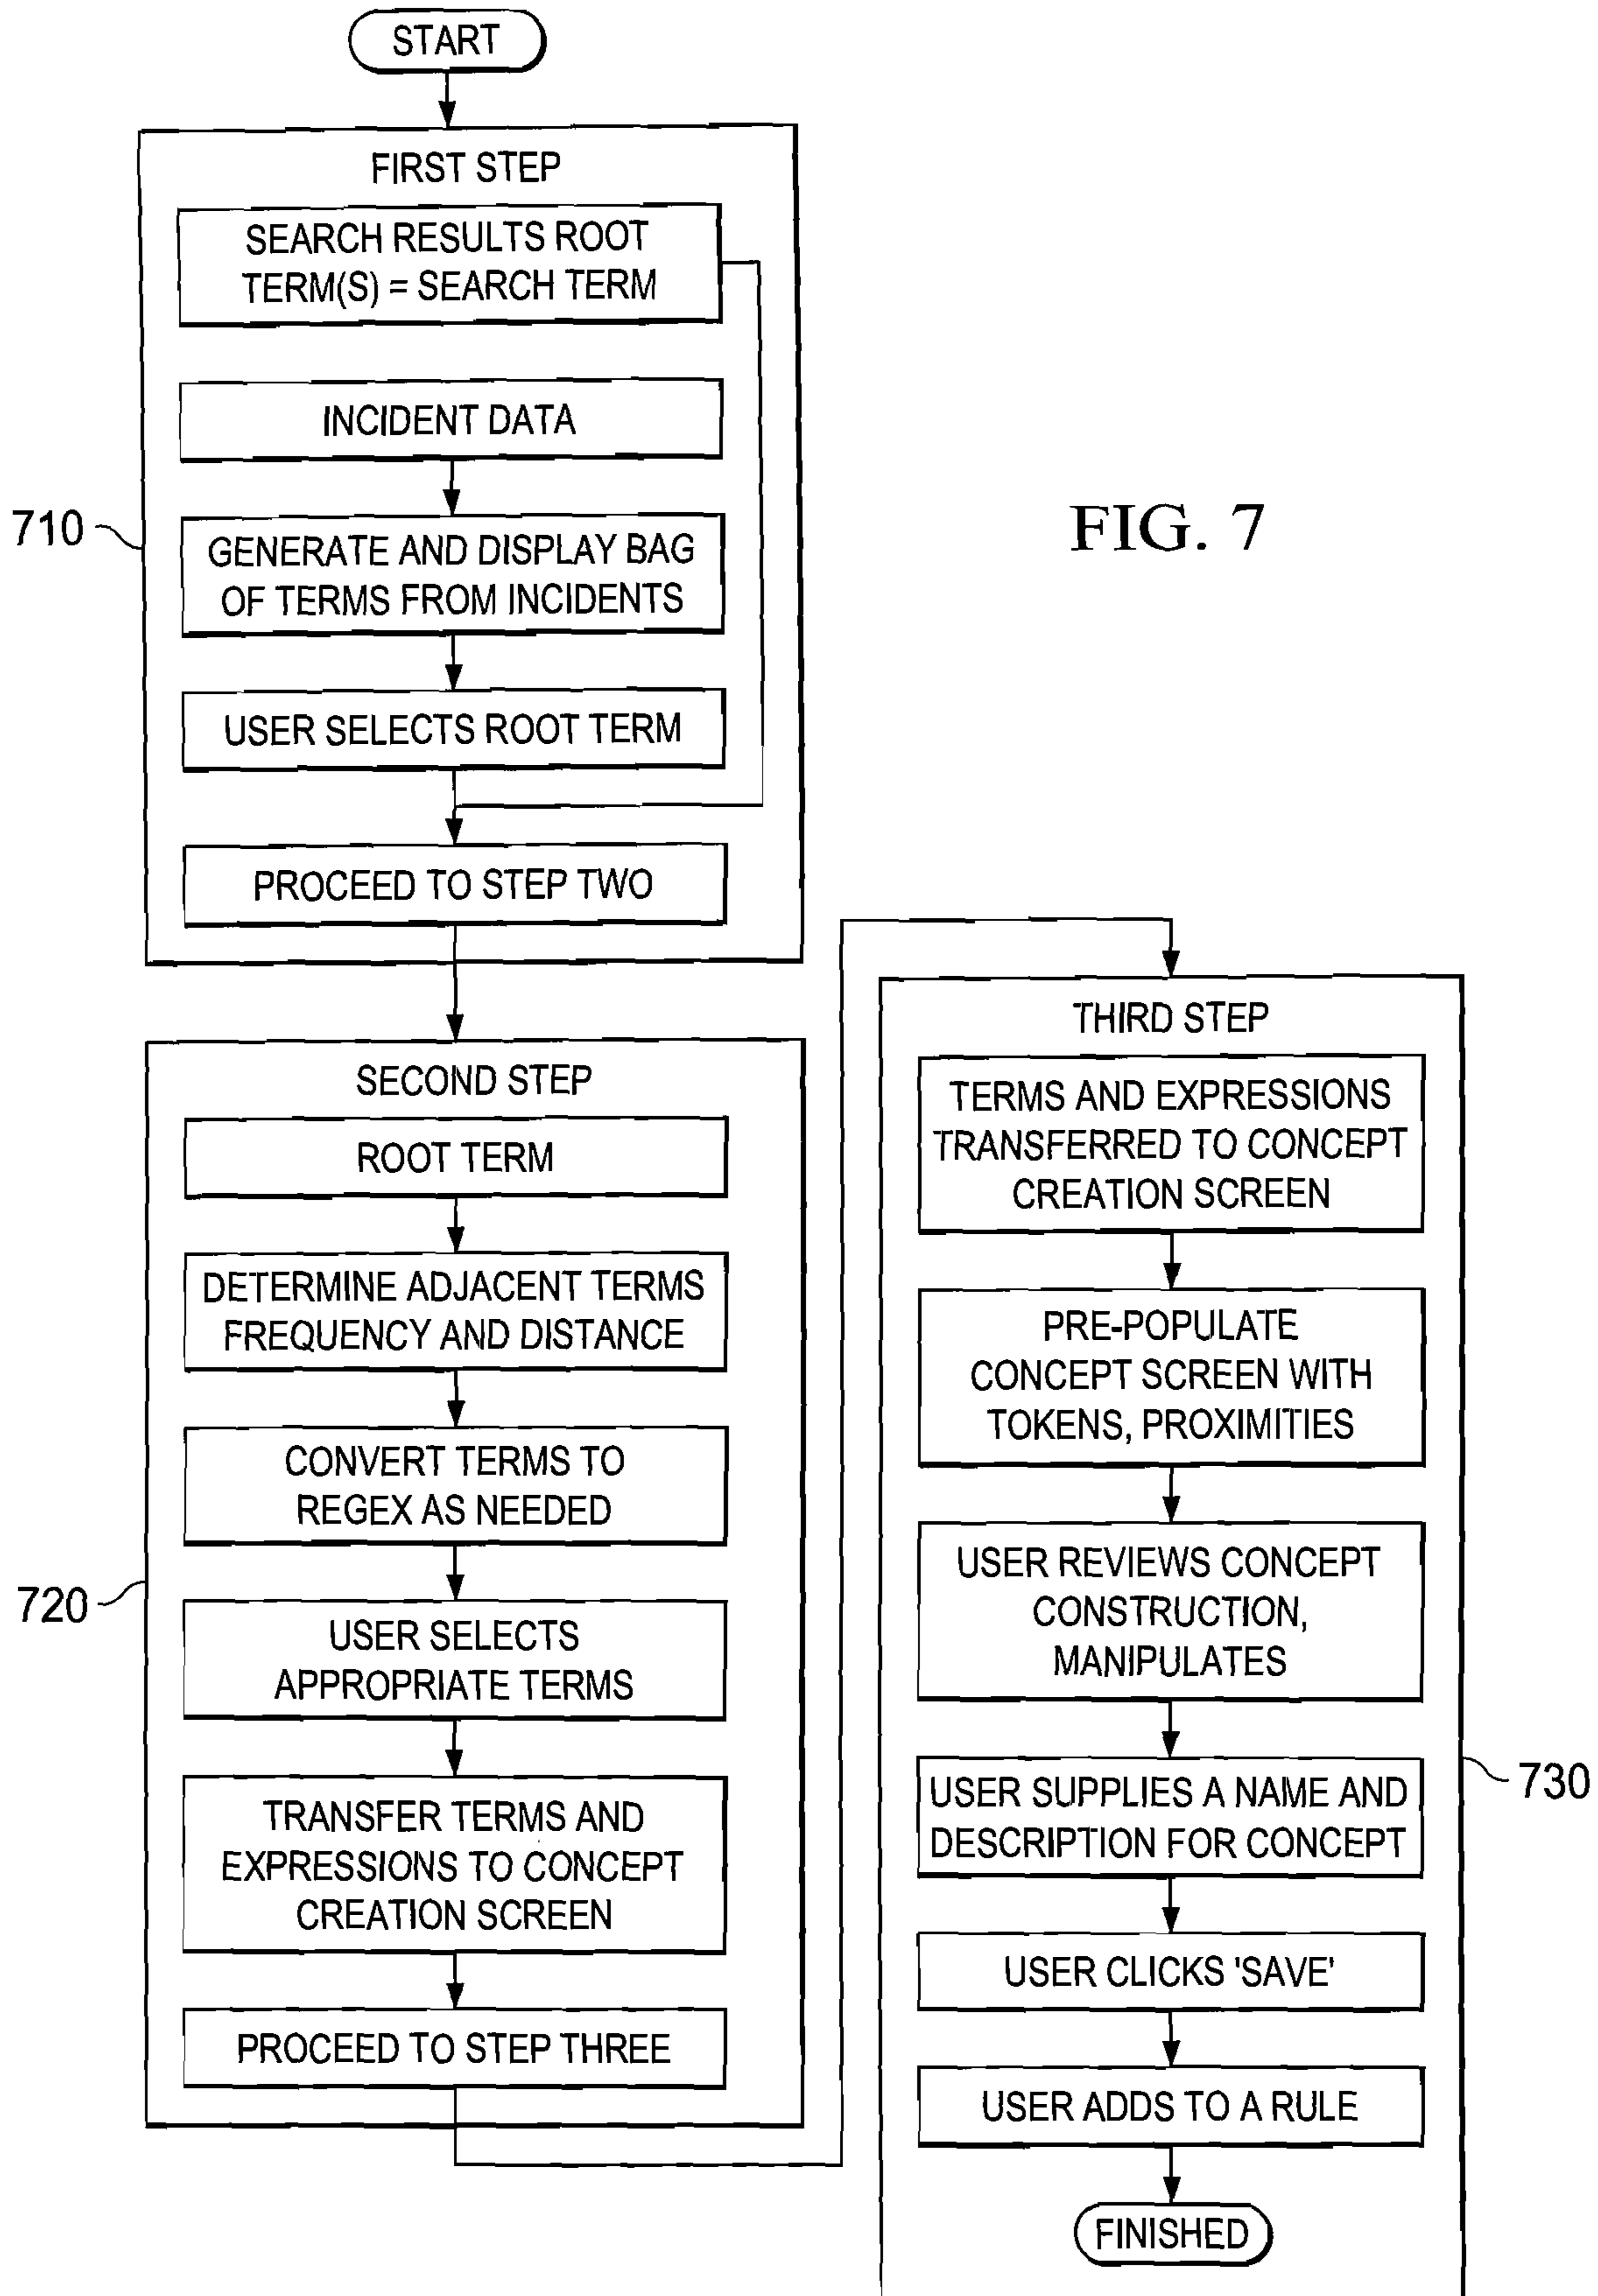 START
FIRST STEP
SEARCH RESULTS ROOT
TERM(S) = SEARCH TERM
INCIDENT DATA
710
GENERATE AND DISPLAY BAG
OF TERMS FROM INCIDENTS
USER SELECTS ROOT TERM
PROCEED TO STEP TWO
FIG. 7
SECOND STEP
ROOT TERM
DETERMINE ADJACENT TERMS
FREQUENCY AND DISTANCE
CONVERT TERMS TO
REGEX AS NEEDED
720
USER SELECTS
APPROPRIATE TERMS
TRANSFER TERMS AND
EXPRESSIONS TO CONCEPT
CREATION SCREEN
PROCEED TO STEP THREE
THIRD STEP
TERMS AND EXPRESSIONS
TRANSFERRED TO CONCEPT
CREATION SCREEN
PRE-POPULATE
CONCEPT SCREEN WITH
TOKENS, PROXIMITIES
USER REVIEWS CONCEPT
CONSTRUCTION,
MANIPULATES
730
USER SUPPLIES A NAME AND
DESCRIPTION FOR CONCEPT
USER CLICKS 'SAVE'
USER ADDS TO A RULE
FINISHED